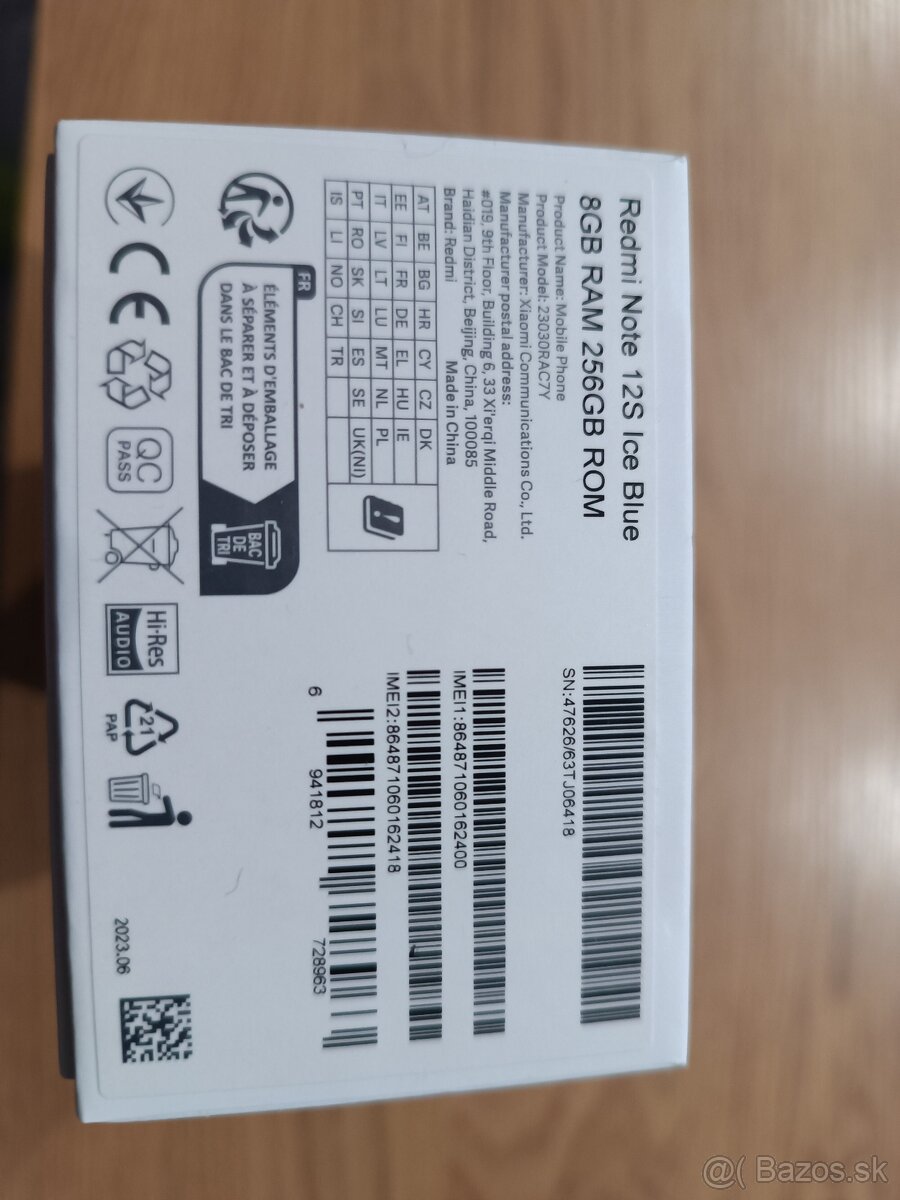 Redmi Note 12S Ice Blue
8GB RAM 256GB ROM
Product Name: Mobile Phone
Product Model: 23030RAC7Y
Manufacturer: Xiaomi Communications Co., Ltd.
Manufacturer postal address:
#019, 9th Floor, Building 6, 33 Xi'erqi Middle Road,
Haidian District, Beijing, China, 100085
Brand: Redmi Made in China
AT BE BG HR CY CZ DK
EE FI FR DE EL HU IE
IT LV LT LU MT NL PL
PT RO SK SI ES SE UK(NI)
IS LI NO CH TR
FR
ÉLÉMENTS D'EMBALLAGE
À SÉPARER ET À DÉPOSER
DANS LE BAC DE TRI
BAC
DE
TRI
CE
QC
PASS
Hi-Res
AUDIO
21
PAP
2023.06
SN:47626/63TJ06418
IMEI1:864871060162400
IMEI2:864871060162418
6 941812 728963
@( Bazos.sk